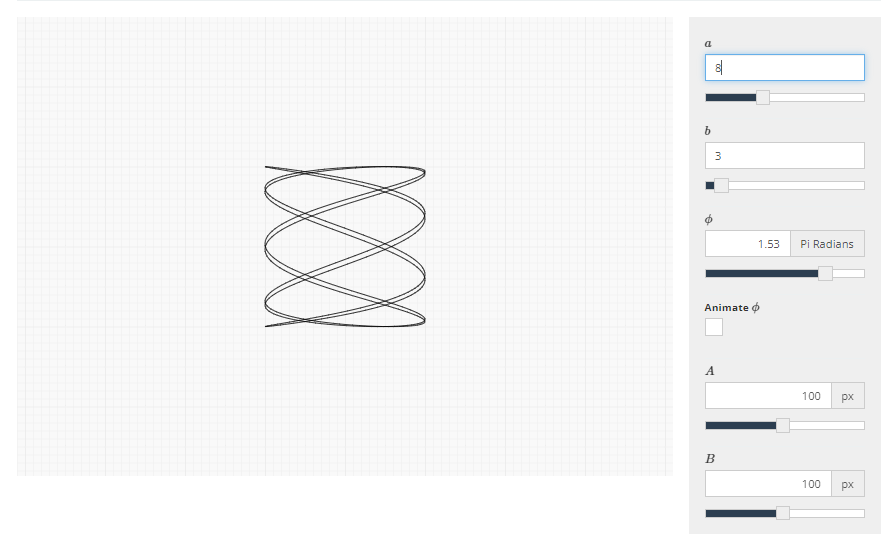 a
8
b
3
ϕ
1.53 Pi Radians
Animate ϕ
A
100 px
B
100 px